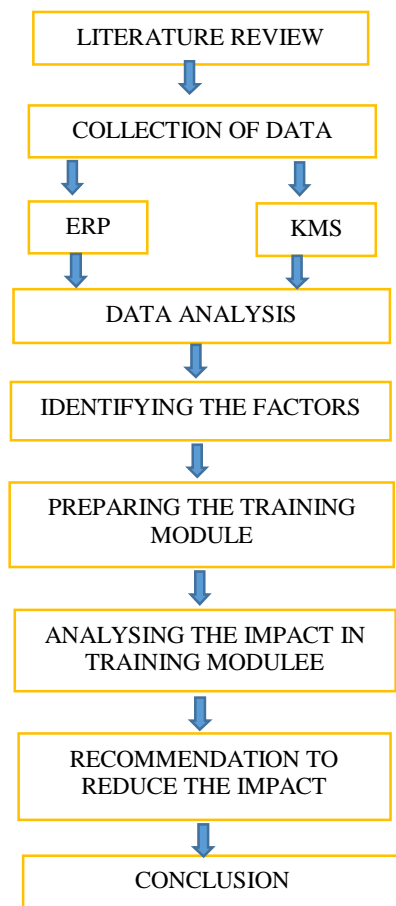 LITERATURE REVIEW
COLLECTION OF DATA
ERP
KMS
DATA ANALYSIS
IDENTIFYING THE FACTORS
PREPARING THE TRAINING
MODULE
ANALYSING THE IMPACT IN
TRAINING MODULEE
RECOMMENDATION TO
REDUCE THE IMPACT
CONCLUSION